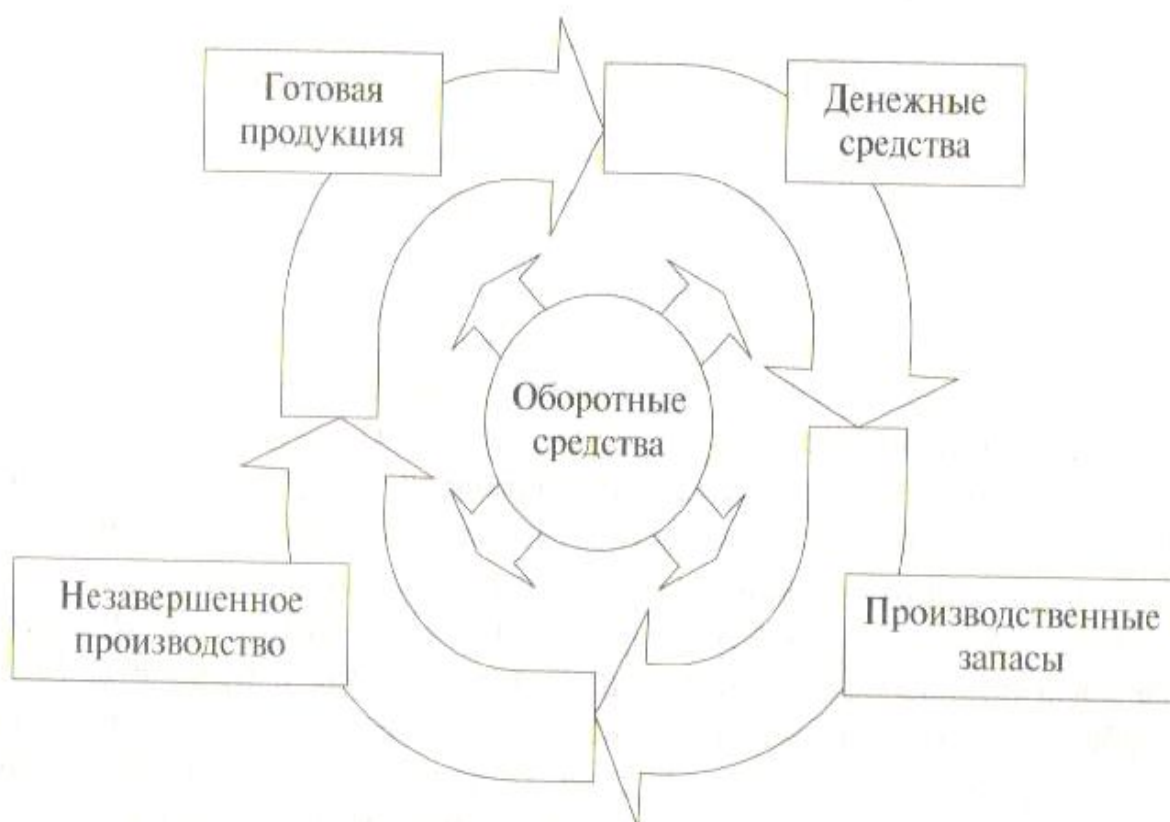 Готовая
продукция
Денежные
средства
Оборотные
средства
Незавершенное
производство
Производственные
запасы